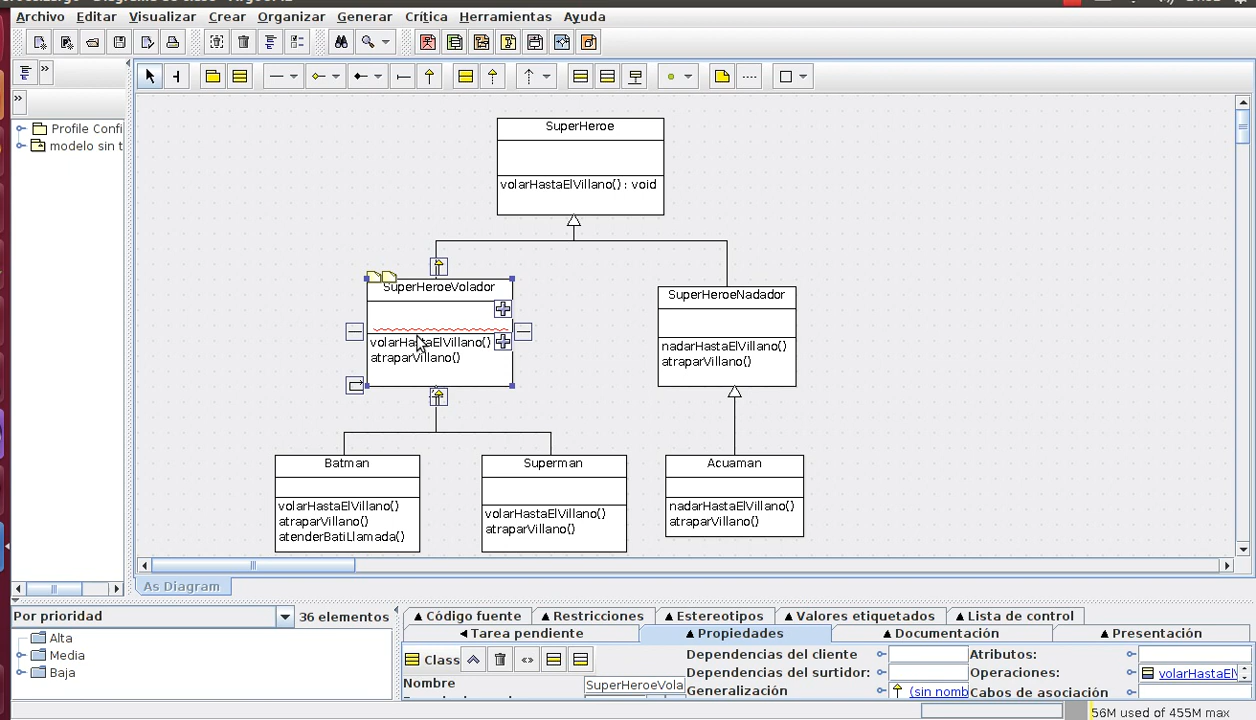 Archivo Editar Visualizar Crear Organizar Generar Crítica Herramientas Ayuda
Profile Confi
modelo sin t
SuperHeroe
volarHastaElVillano() : void
SuperHeroeVolador
volarHastaElVillano()
atraparVillano()
SuperHeroeNadador
nadarHastaElVillano()
atraparVillano()
Batman
volarHastaElVillano()
atraparVillano()
atenderBatiLlamada()
Superman
volarHastaElVillano()
atraparVillano()
Acuaman
nadarHastaElVillano()
atraparVillano()
As Diagram
Por prioridad
36 elementos
Alta
Media
Baja
Código fuente Restricciones Estereotipos Valores etiquetados Lista de control
Tarea pendiente Propiedades Documentación Presentación
Class
Nombre
SuperHeroeVola
Dependencias del cliente
Dependencias del surtidor:
Generalización
(sin nomb
Atributos:
Operaciones:
volarHastaElV
Cabos de asociación
56M used of 455M max